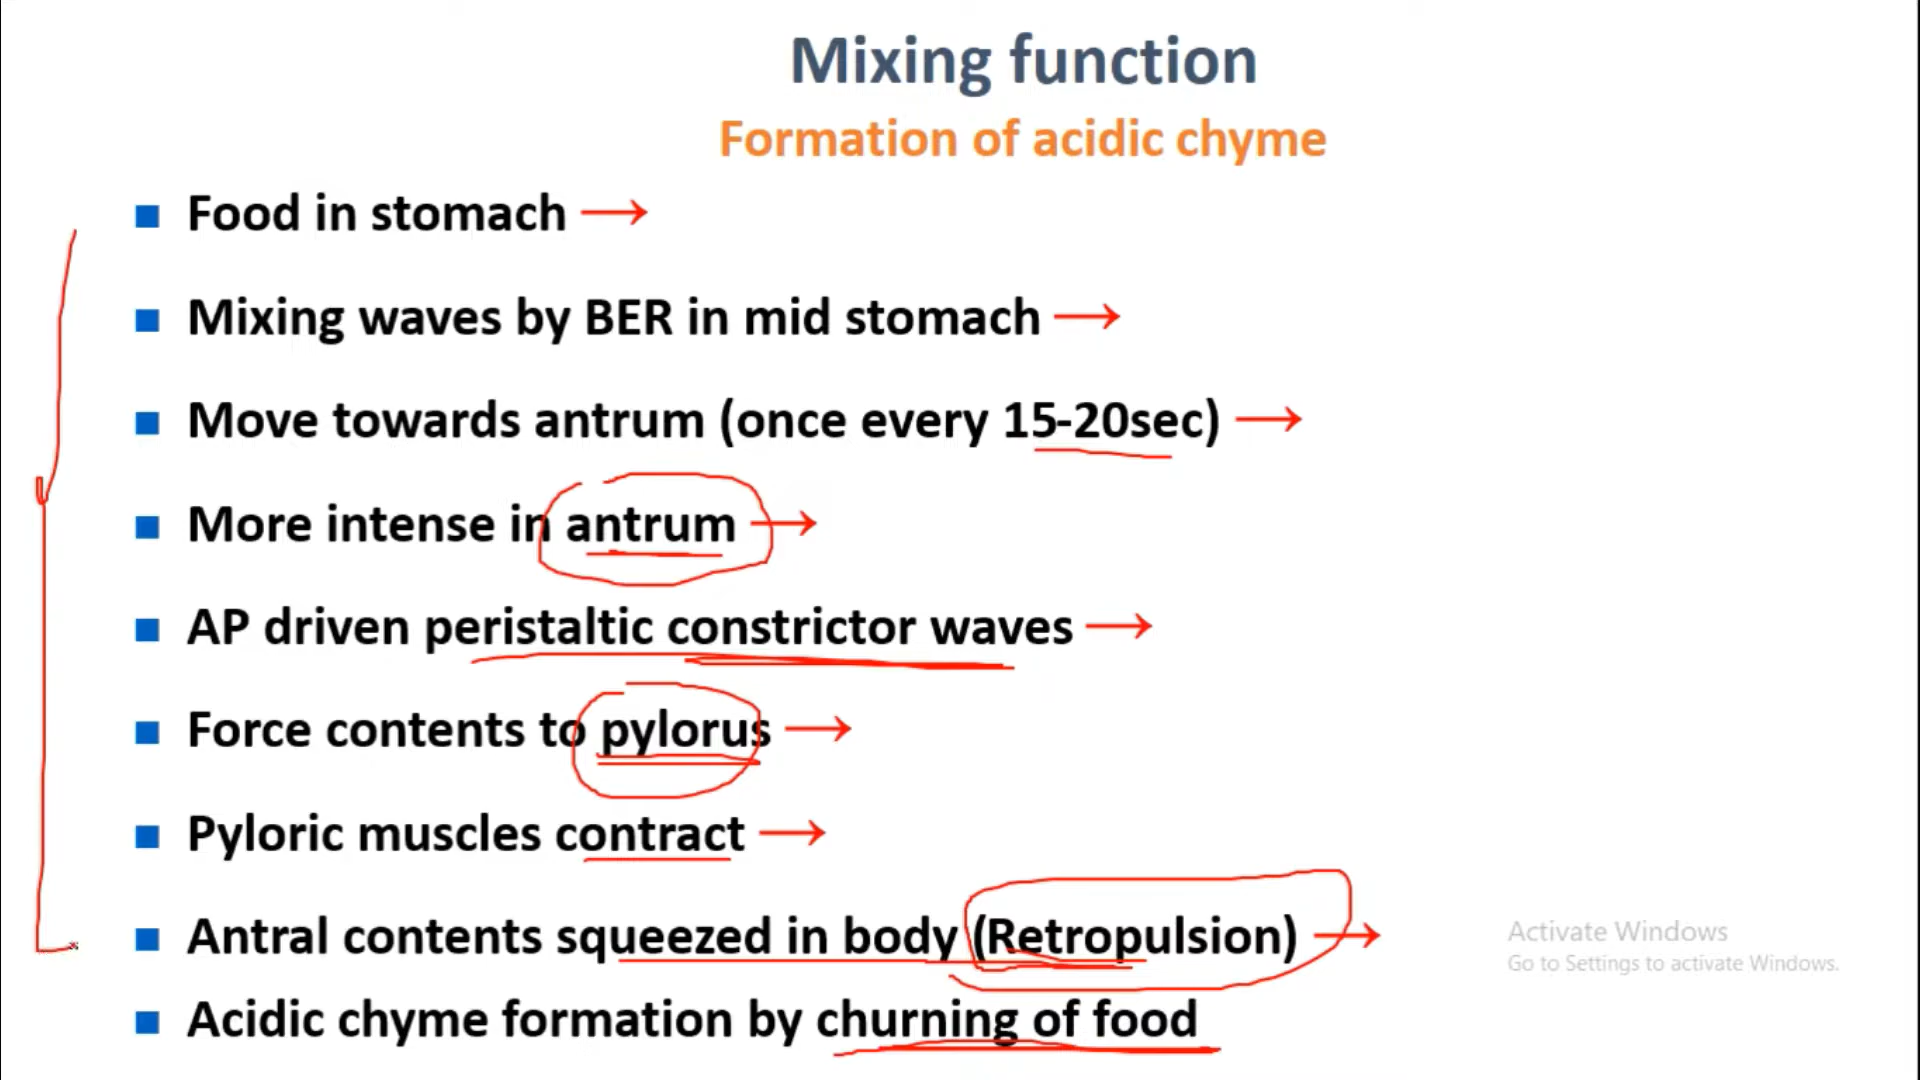 Mixing function
Formation of acidic chyme
■ Food in stomach →
■ Mixing waves by BER in mid stomach →
■ Move towards antrum (once every 15-20sec) →
■ More intense in antrum →
■ AP driven peristaltic constrictor waves →
■ Force contents to pylorus →
■ Pyloric muscles contract →
■ Antral contents squeezed in body (Retropulsion) →
■ Acidic chyme formation by churning of food
Activate Windows
Go to Settings to activate Windows.